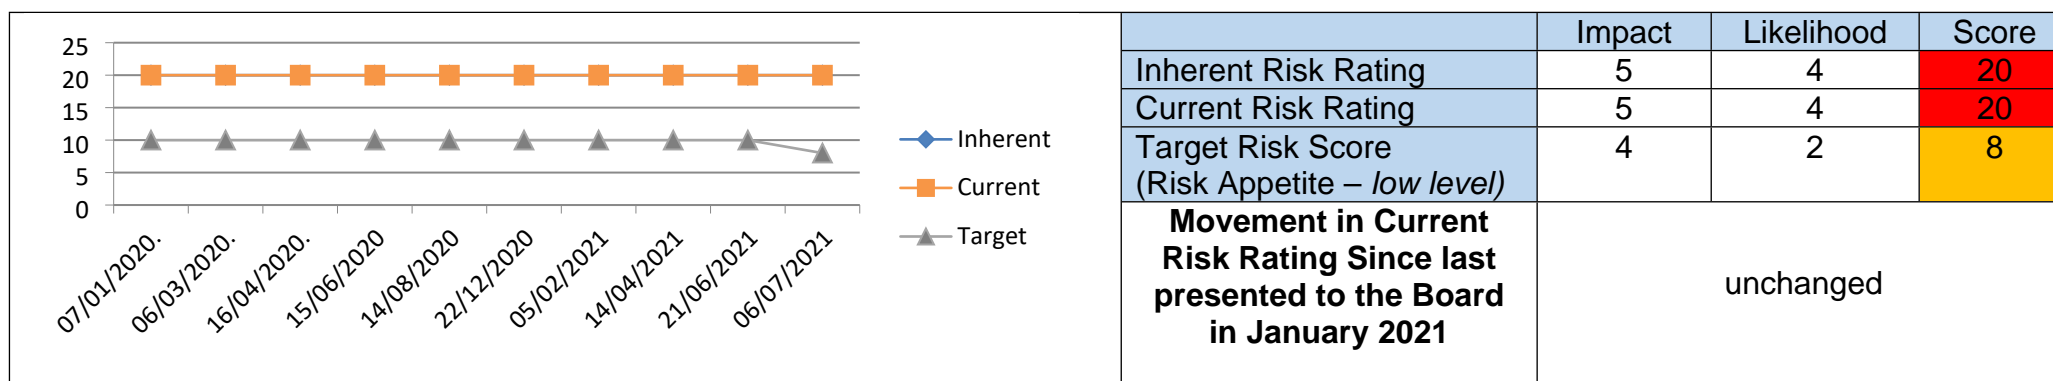 25
20
15
10
5
0
07/01/2020.
06/03/2020.
16/04/2020.
15/06/2020
14/08/2020
22/12/2020
05/02/2021
14/04/2021
21/06/2021
06/07/2021
Inherent
Current
Target
Impact Likelihood Score
Inherent Risk Rating 5 4 20
Current Risk Rating 5 4 20
Target Risk Score 4 2 8
(Risk Appetite – low level)
Movement in Current
Risk Rating Since last
presented to the Board
in January 2021
unchanged